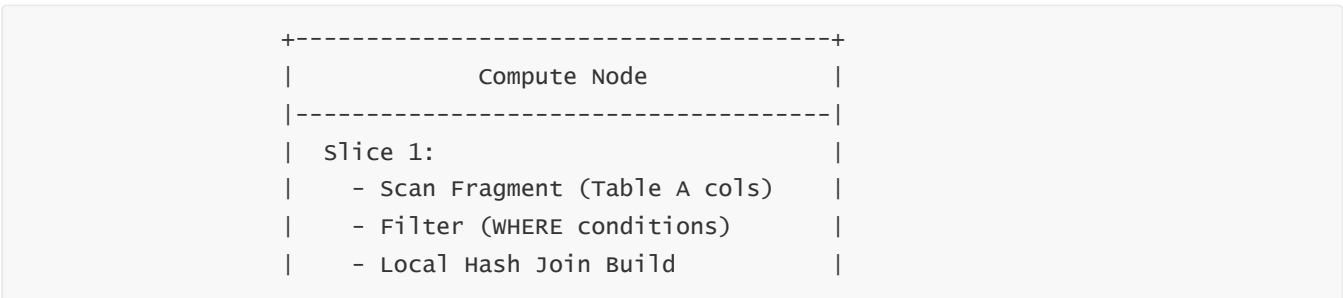 +--------------------------------------+
|             Compute Node             |
|--------------------------------------|
|  Slice 1:                            |
|    - Scan Fragment (Table A cols)    |
|    - Filter (WHERE conditions)       |
|    - Local Hash Join Build           |